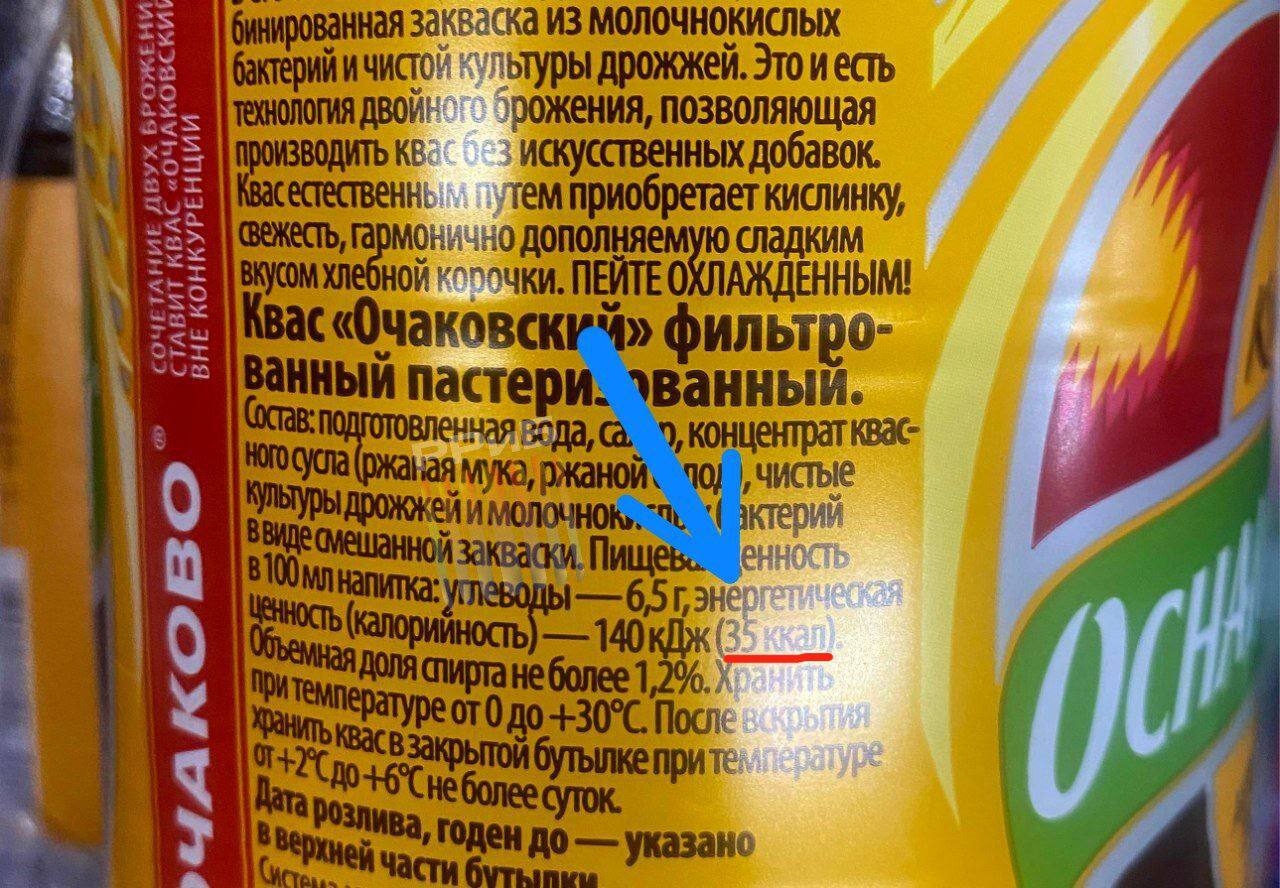 бинированная закваска из молочнокислых
бактерий и чистой культуры дрожжей. Это и есть
технология двойного брожения, позволяющая
производить квас без искусственных добавок.
Квас естественным путем приобретает кислинку,
свежесть, гармонично дополняемую сладким
вкусом хлебной корочки. ПЕЙТЕ ОХЛАЖДЕННЫМ!
Квас «Очаковский» фильтро-
ванный пастеризованный.
Состав: подготовленная вода, сахар, концентрат квас-
ного сусла (ржаная мука, ржаной солод), чистые
культуры дрожжей и молочнокислых бактерий
в виде смешанной закваски. Пищевая ценность
в 100 мл напитка: углеводы — 6,5 г, энергетическая
ценность (калорийность) — 140 кДж (35 ккал).
Объемная доля спирта не более 1,2%. Хранить
при температуре от 0 до +30°С. После вскрытия
хранить квас в закрытой бутылке при температуре
от +2°С до +6°С не более суток.
Дата розлива, годен до — указано
в верхней части бутылки
Система
СОЧЕТАНИЕ ДВУХ БРОЖЕНИ
СТАВИТ КВАС «ОЧАКОВСКИЙ
ВНЕ КОНКУРЕНЦИИ
ОЧАКОВО ®
OCHA